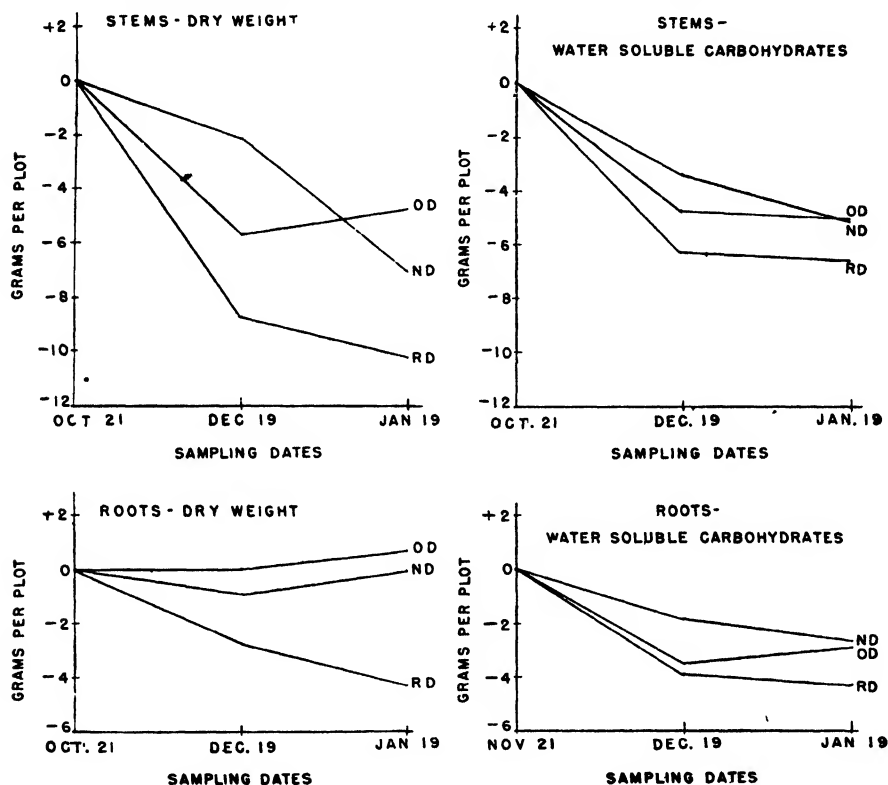 STEMS - DRY WEIGHT
+2
0
-2
-4
-6
-8
-10
-12
GRAMS PER PLOT
OD
ND
RD
OCT 21 DEC. 19 JAN 19
SAMPLING DATES
STEMS-
WATER SOLUBLE CARBOHYDRATES
+2
0
-2
-4
-6
-8
-10
-12
GRAMS PER PLOT
OD
ND
RD
OCT. 21 DEC. 19 JAN. 19
SAMPLING DATES
ROOTS - DRY WEIGHT
+2
0
-2
-4
-6
GRAMS PER PLOT
OD
ND
RD
OCT. 21 DEC. 19 JAN 19
SAMPLING DATES
ROOTS-
WATER SOLUBLE CARBOHYDRATES
+2
0
-2
-4
-6
GRAMS PER PLOT
ND
OD
RD
NOV 21 DEC. 19 JAN 19
SAMPLING DATES